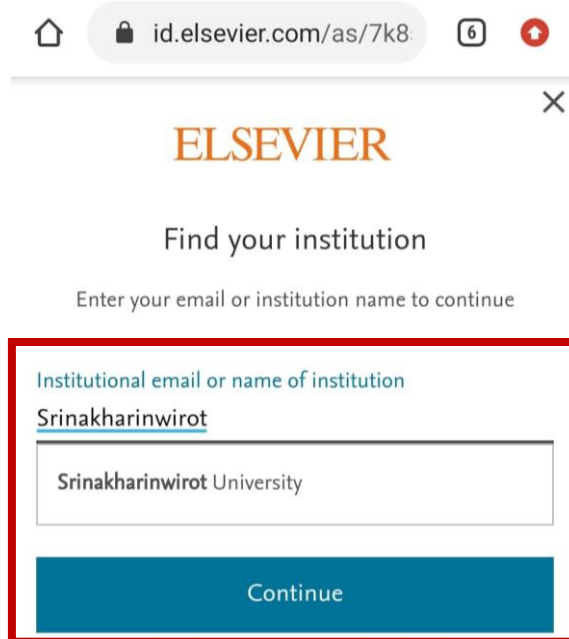 id.elsevier.com/as/7k8
6
ELSEVIER
Find your institution
Enter your email or institution name to continue
Institutional email or name of institution
Srinakharinwirot
Srinakharinwirot University
Continue